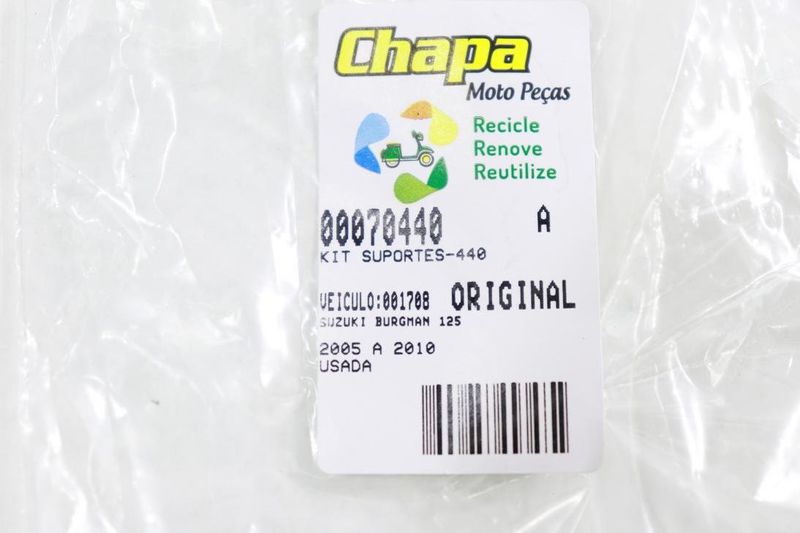 Chapa
Moto Peças
Recicle
Renove
Reutilize
00070440 A
KIT SUPORTES-440
VEICULO:001708 ORIGINAL
SUZUKI BURGMAN 125
2005 A 2010
USADA